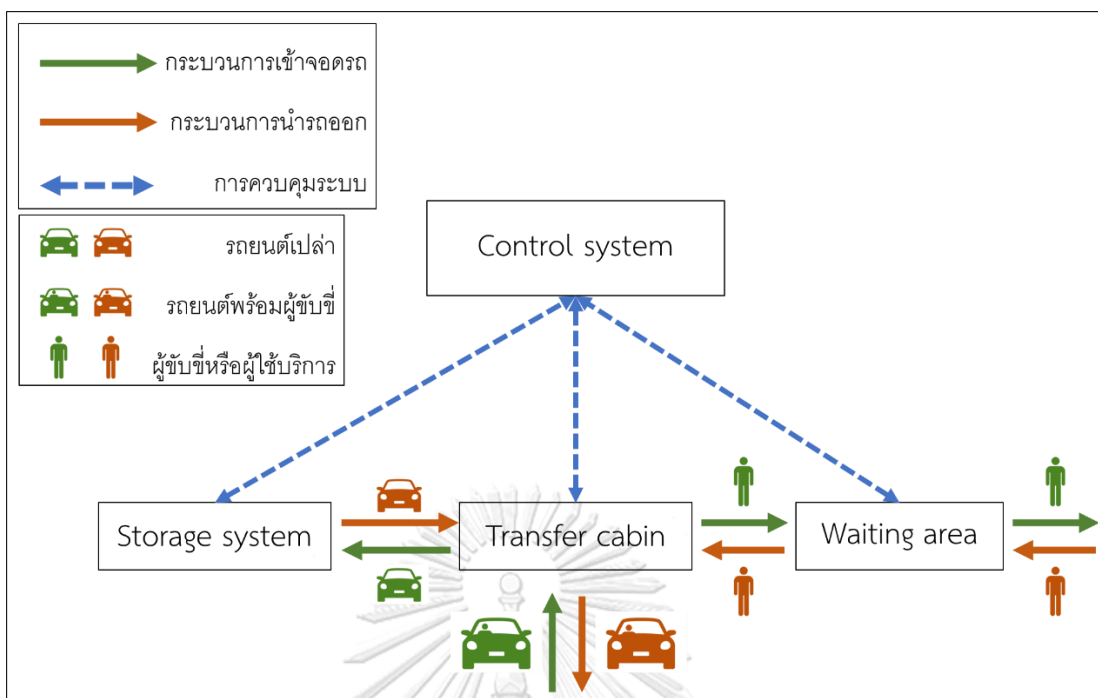 กระบวนการเข้าจอดรถ
กระบวนการนำรถออก
การควบคุมระบบ
รถยนต์เปล่า
รถยนต์พร้อมผู้ขับขี่
ผู้ขับขี่หรือผู้ใช้บริการ
Control system
Storage system
Transfer cabin
Waiting area